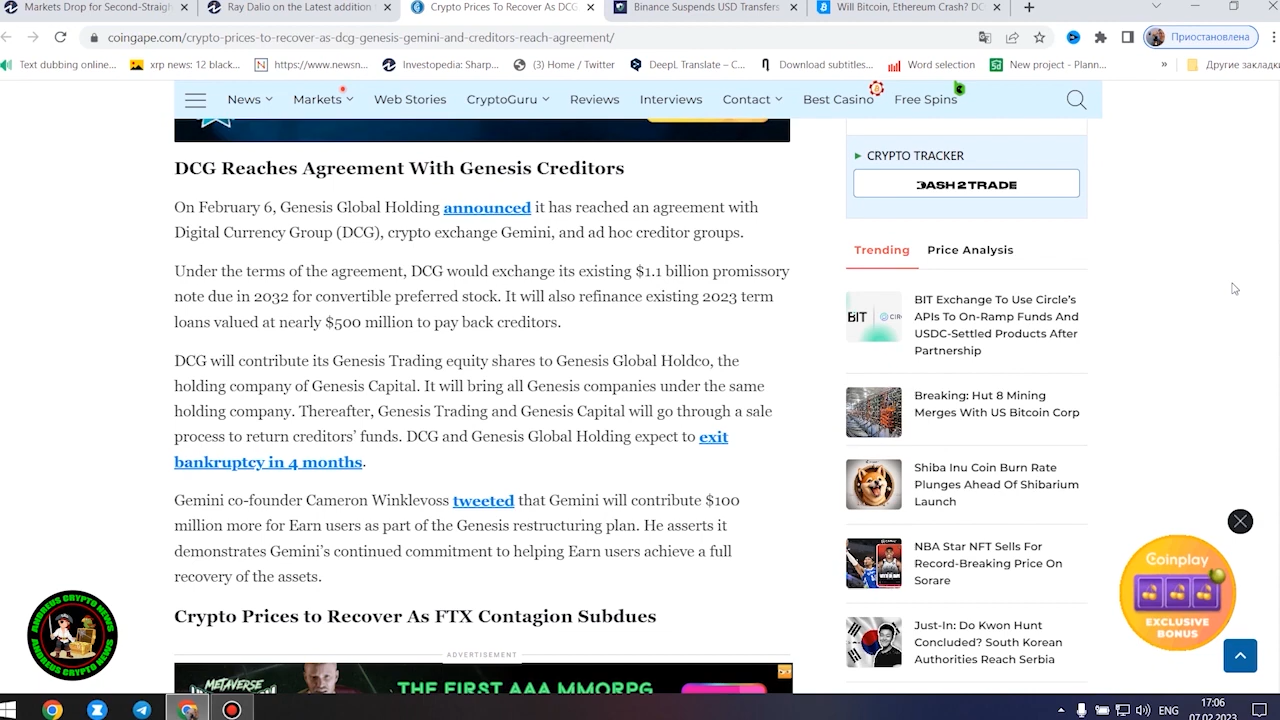 Markets Drop for Second-Straigh
Ray Dalio on the Latest addition
Crypto Prices To Recover As DCG
Binance Suspends USD Transfers
Will Bitcoin, Ethereum Crash? DC
coingape.com/crypto-prices-to-recover-as-dcg-genesis-gemini-and-creditors-reach-agreement/
Приостановлена
Text dubbing online...
xrp news: 12 black...
https://www.newsn...
Investopedia: Sharp...
(3) Home / Twitter
DeepL Translate – C...
Download subtitles...
Word selection
New project - Plann...
»
Другие закладки
News
Markets
Web Stories
CryptoGuru
Reviews
Interviews
Contact
Best Casino
Free Spins
DCG Reaches Agreement With Genesis Creditors
On February 6, Genesis Global Holding announced it has reached an agreement with
Digital Currency Group (DCG), crypto exchange Gemini, and ad hoc creditor groups.
Under the terms of the agreement, DCG would exchange its existing $1.1 billion promissory
note due in 2032 for convertible preferred stock. It will also refinance existing 2023 term
loans valued at nearly $500 million to pay back creditors.
DCG will contribute its Genesis Trading equity shares to Genesis Global Holdco, the
holding company of Genesis Capital. It will bring all Genesis companies under the same
holding company. Thereafter, Genesis Trading and Genesis Capital will go through a sale
process to return creditors' funds. DCG and Genesis Global Holding expect to exit
bankruptcy in 4 months.
Gemini co-founder Cameron Winklevoss tweeted that Gemini will contribute $100
million more for Earn users as part of the Genesis restructuring plan. He asserts it
demonstrates Gemini's continued commitment to helping Earn users achieve a full
recovery of the assets.
Crypto Prices to Recover As FTX Contagion Subdues
ADVERTISEMENT
METAVERSE
THE FIRST AAA MMORPG
CRYPTO TRACKER
DASH 2 TRADE
Trending
Price Analysis
BIT Exchange To Use Circle's
APIs To On-Ramp Funds And
USDC-Settled Products After
Partnership
Breaking: Hut 8 Mining
Merges With US Bitcoin Corp
Shiba Inu Coin Burn Rate
Plunges Ahead Of Shibarium
Launch
NBA Star NFT Sells For
Record-Breaking Price On
Sorare
Just-In: Do Kwon Hunt
Concluded? South Korean
Authorities Reach Serbia
BIT
CIR
Coinplay
EXCLUSIVE
BONUS
ANDREUS CRYPTO NEWS
ANDREUS CRYPTO NEWS
ENG
17:06
07.02.2023